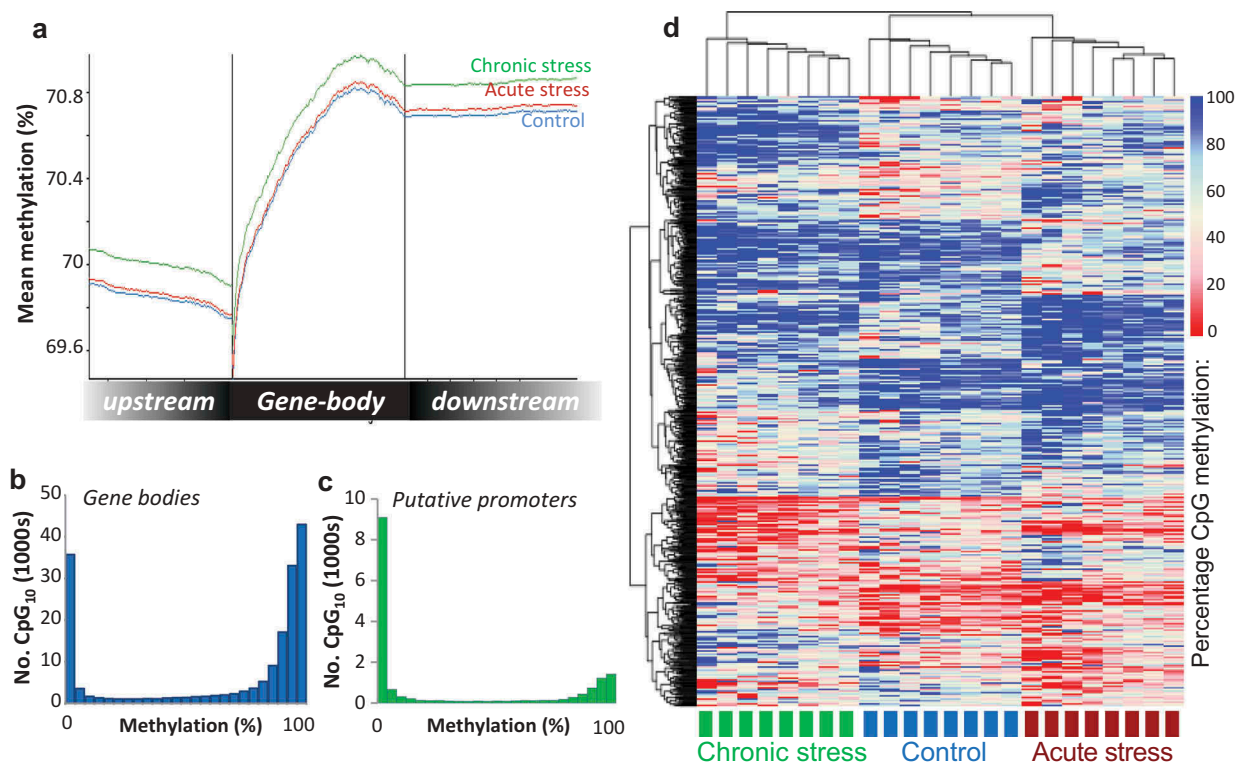 a
Mean methylation (%)
70.8
70.4
70
69.6
Chronic stress
Acute stress
Control
upstream
Gene-body
downstream
b
Gene bodies
No. CpG10 (1000s)
50
40
30
20
10
0
0
Methylation (%)
100
c
Putative promoters
No. CpG10 (1000s)
10
8
6
4
2
0
0
Methylation (%)
100
d
100
80
60
40
20
0
Percentage CpG methylation:
Chronic stress
Control
Acute stress